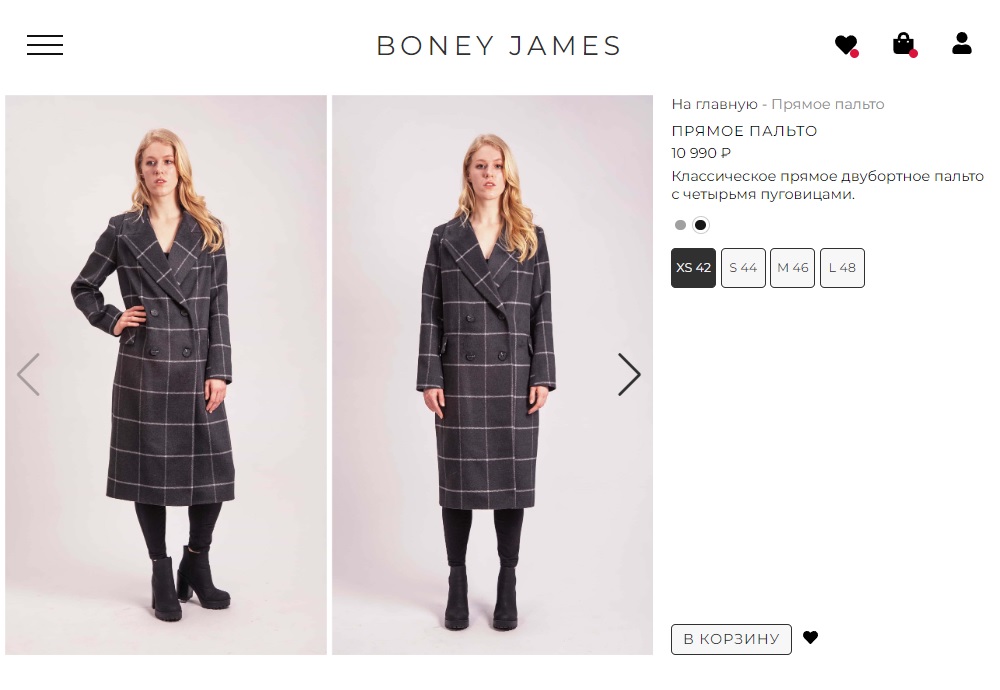 BONEY JAMES
На главную - Прямое пальто
ПРЯМОЕ ПАЛЬТО
10 990 ₽
Классическое прямое двубортное пальто
с четырьмя пуговицами.
XS 42 S 44 M 46 L 48
В КОРЗИНУ